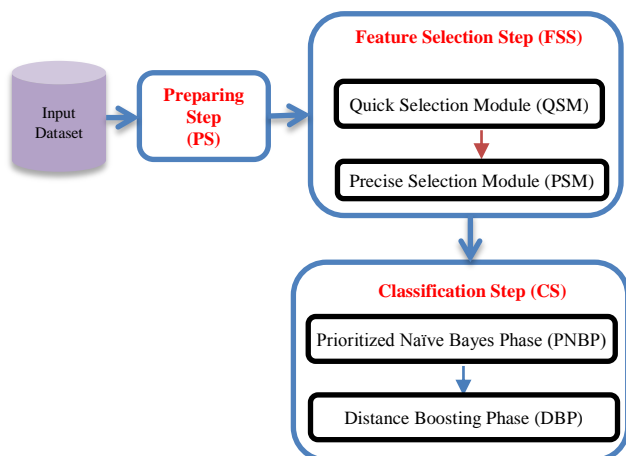 Input
Dataset
Preparing
Step
(PS)
Feature Selection Step (FSS)
Quick Selection Module (QSM)
Precise Selection Module (PSM)
Classification Step (CS)
Prioritized Naïve Bayes Phase (PNBP)
Distance Boosting Phase (DBP)